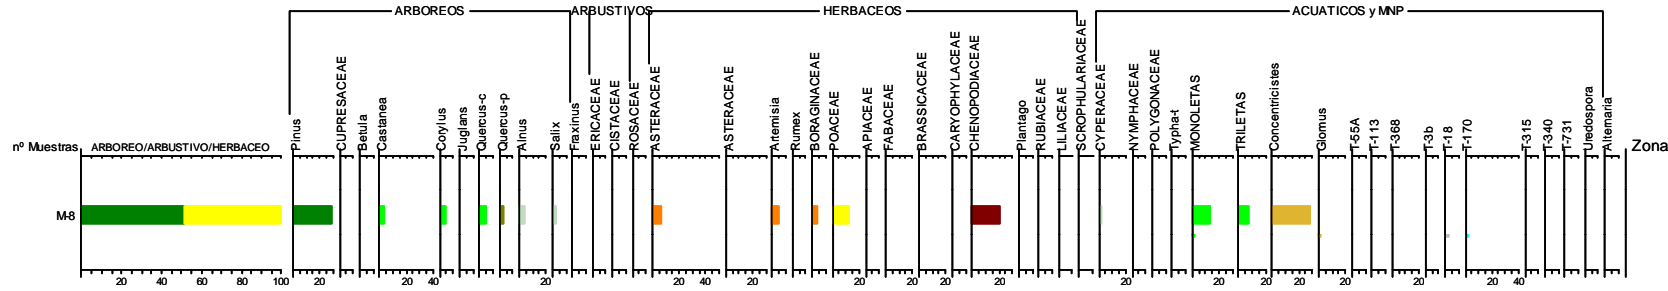 ARBOREOS ARBUSTIVOS HERBACEOS ACUATICOS y MNP
nº Muestras ARBOREO/ARBUSTIVO/HERBACEO Pinus CUPRESACEAE Betula Castanea Corylus Juglans Quercus-c Quercus-p Alnus Salix Fraxinus ERICACEAE CISTACEAE ROSACEAE ASTERACEAE ASTERACEAE Artemisia Rumex BORAGINACEAE POACEAE APIACEAE FABACEAE BRASSICACEAE CARYOPHYLACEAE CHENOPODIACEAE Plantago RUBIACEAE LILIACEAE SCROPHULARIACEAE CYPERACEAE NYMPHACEAE POLYGONACEAE Typha-t MONOLETAS TRILETAS Concentricistes Glomus T-55A T-113 T-368 T-3b T-18 T-170 T-315 T-340 T-731 Uredospora Alternaria Zona
M-8
20 40 60 80 100 20 20 40 20 20 40 20 20 20 20 20 20 20 20 20 20 20 20 40